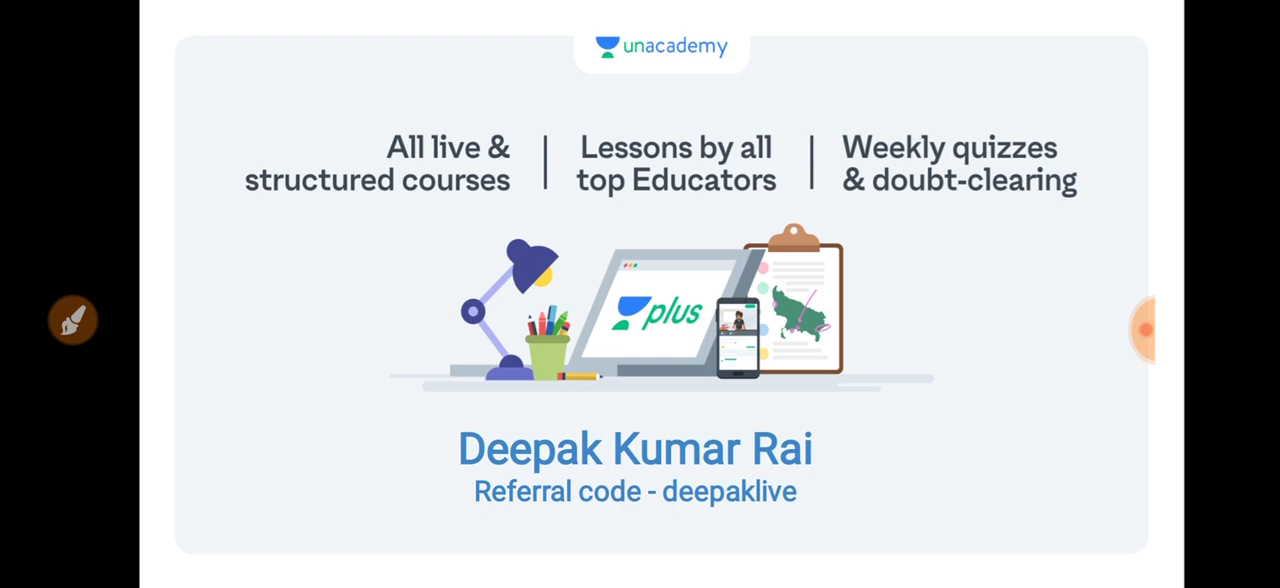 unacademy
All live &
structured courses
Lessons by all
top Educators
Weekly quizzes
& doubt-clearing
plus
Deepak Kumar Rai
Referral code - deepaklive